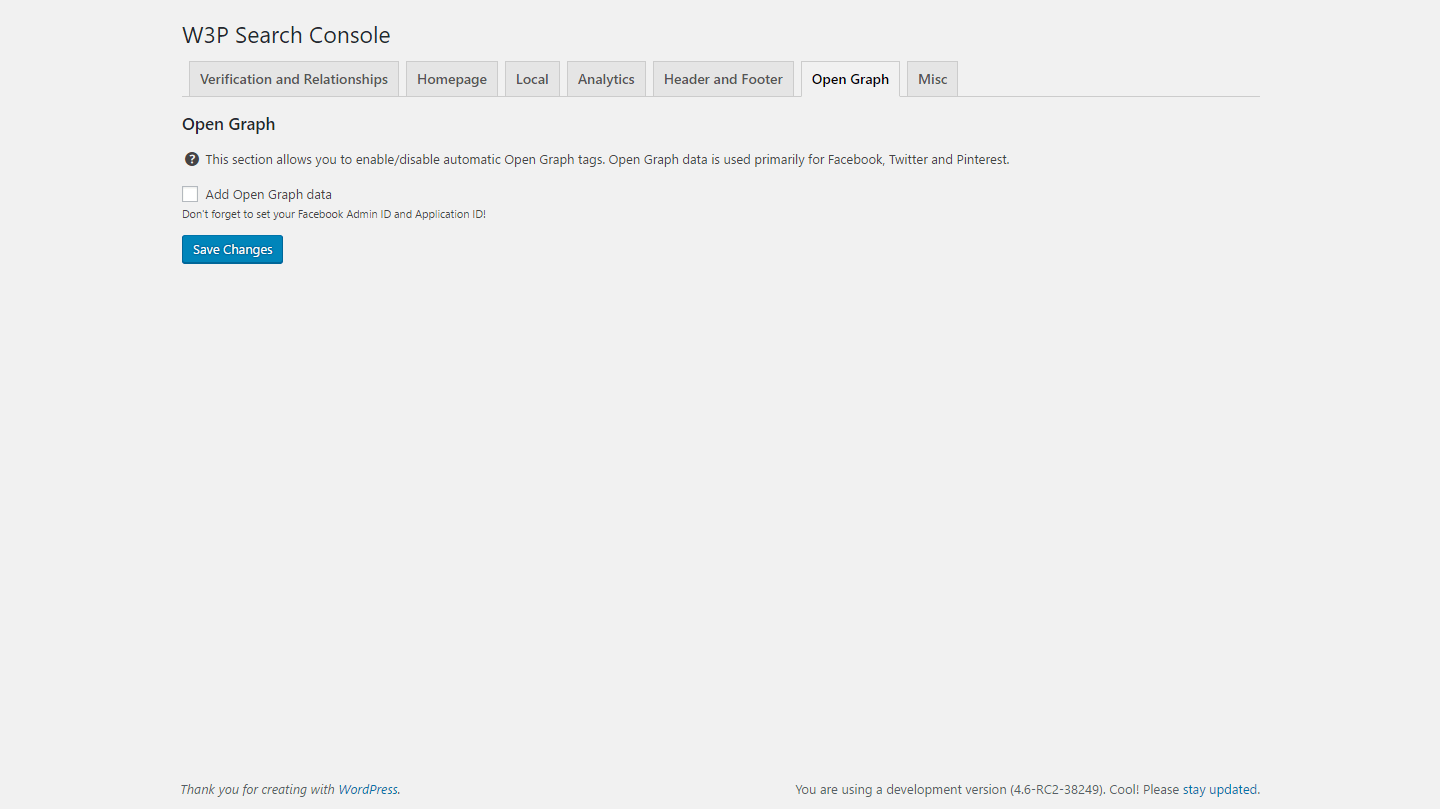 W3P Search Console
Verification and Relationships Homepage Local Analytics Header and Footer Open Graph Misc
Open Graph
? This section allows you to enable/disable automatic Open Graph tags. Open Graph data is used primarily for Facebook, Twitter and Pinterest.
Add Open Graph data
Don't forget to set your Facebook Admin ID and Application ID!
Save Changes
Thank you for creating with WordPress. You are using a development version (4.6-RC2-38249). Cool! Please stay updated.